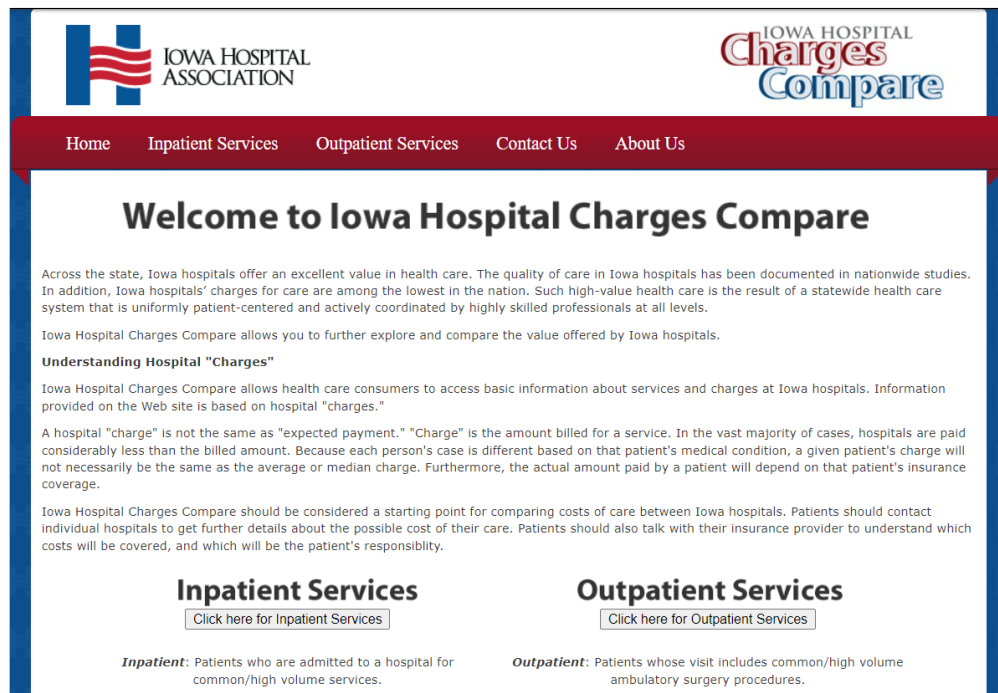 IOWA HOSPITAL
ASSOCIATION
IOWA HOSPITAL
Charges
Compare
Home Inpatient Services Outpatient Services Contact Us About Us
Welcome to Iowa Hospital Charges Compare
Across the state, Iowa hospitals offer an excellent value in health care. The quality of care in Iowa hospitals has been documented in nationwide studies.
In addition, Iowa hospitals' charges for care are among the lowest in the nation. Such high-value health care is the result of a statewide health care
system that is uniformly patient-centered and actively coordinated by highly skilled professionals at all levels.
Iowa Hospital Charges Compare allows you to further explore and compare the value offered by Iowa hospitals.
Understanding Hospital "Charges"
Iowa Hospital Charges Compare allows health care consumers to access basic information about services and charges at Iowa hospitals. Information
provided on the Web site is based on hospital "charges."
A hospital "charge" is not the same as "expected payment." "Charge" is the amount billed for a service. In the vast majority of cases, hospitals are paid
considerably less than the billed amount. Because each person's case is different based on that patient's medical condition, a given patient's charge will
not necessarily be the same as the average or median charge. Furthermore, the actual amount paid by a patient will depend on that patient's insurance
coverage.
Iowa Hospital Charges Compare should be considered a starting point for comparing costs of care between Iowa hospitals. Patients should contact
individual hospitals to get further details about the possible cost of their care. Patients should also talk with their insurance provider to understand which
costs will be covered, and which will be the patient's responsiblity.
Inpatient Services
Click here for Inpatient Services
Inpatient: Patients who are admitted to a hospital for
common/high volume services.
Outpatient Services
Click here for Outpatient Services
Outpatient: Patients whose visit includes common/high volume
ambulatory surgery procedures.